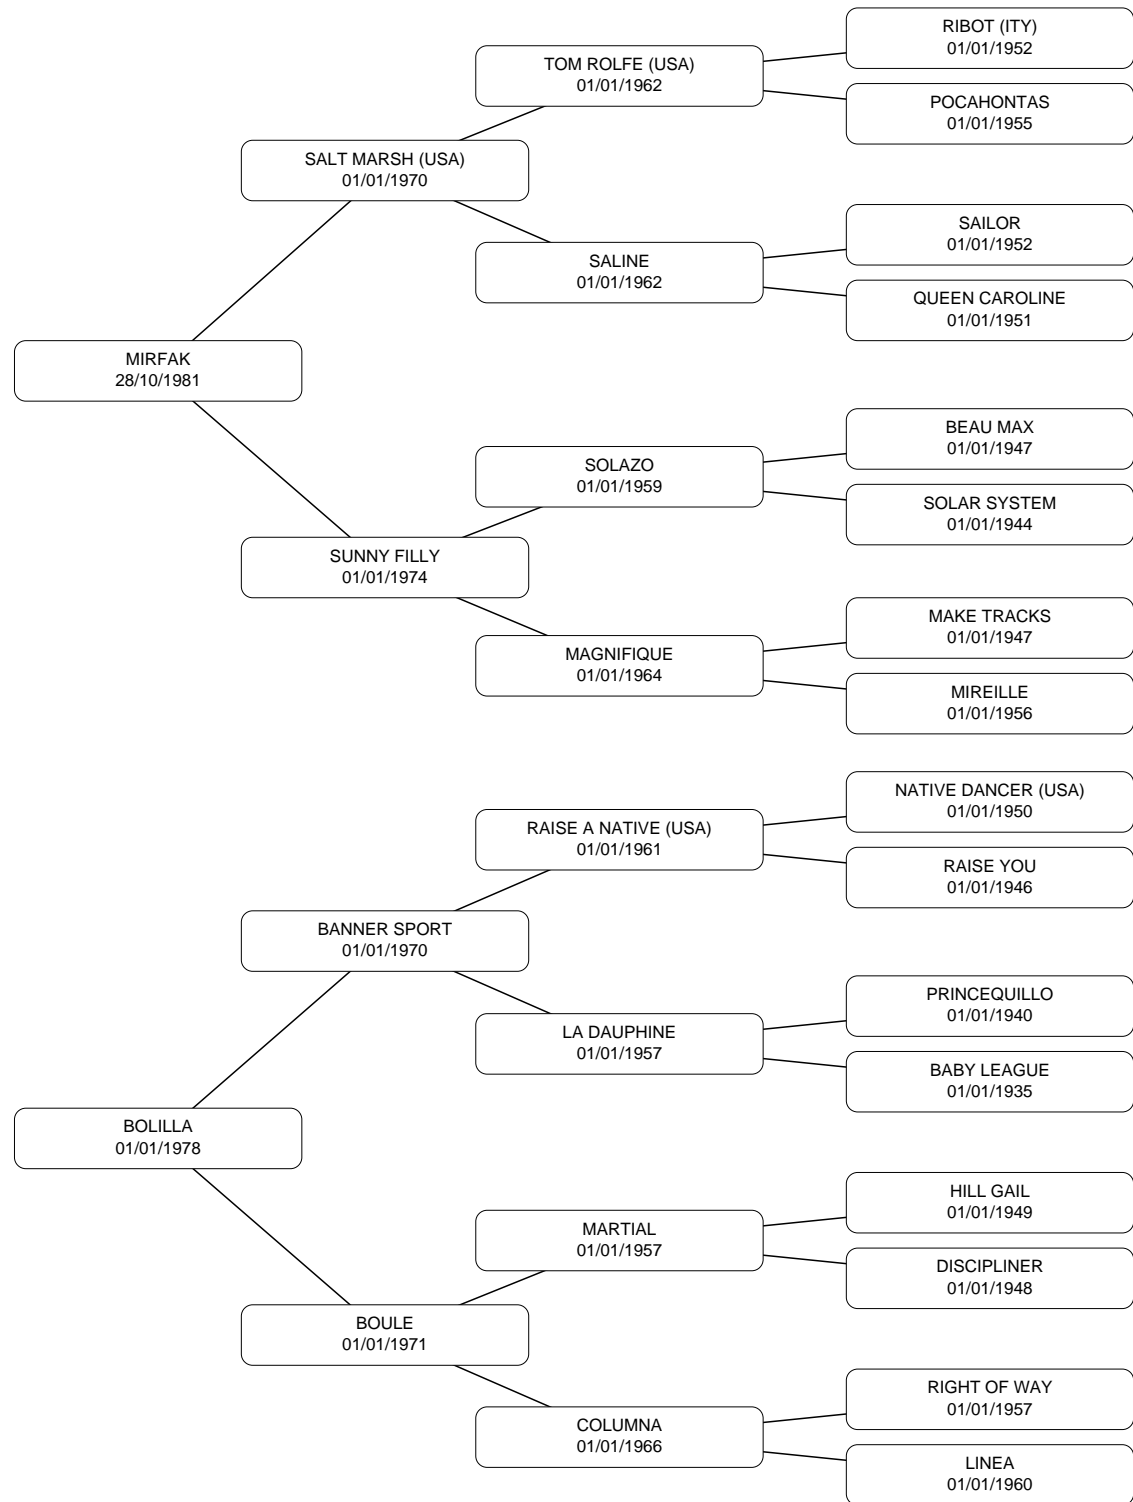 RIBOT (ITY)
01/01/1952
TOM ROLFE (USA)
01/01/1962
POCAHONTAS
01/01/1955
SALT MARSH (USA)
01/01/1970
SAILOR
01/01/1952
SALINE
01/01/1962
QUEEN CAROLINE
01/01/1951
MIRFAK
28/10/1981
BEAU MAX
01/01/1947
SOLAZO
01/01/1959
SOLAR SYSTEM
01/01/1944
SUNNY FILLY
01/01/1974
MAKE TRACKS
01/01/1947
MAGNIFIQUE
01/01/1964
MIREILLE
01/01/1956
NATIVE DANCER (USA)
01/01/1950
RAISE A NATIVE (USA)
01/01/1961
RAISE YOU
01/01/1946
BANNER SPORT
01/01/1970
PRINCEQUILLO
01/01/1940
LA DAUPHINE
01/01/1957
BABY LEAGUE
01/01/1935
BOLILLA
01/01/1978
HILL GAIL
01/01/1949
MARTIAL
01/01/1957
DISCIPLINER
01/01/1948
BOULE
01/01/1971
RIGHT OF WAY
01/01/1957
COLUMNA
01/01/1966
LINEA
01/01/1960